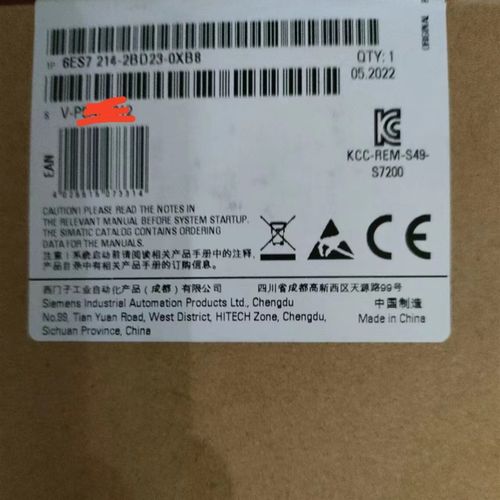 1P 6ES7 214-2BD23-0XB8
QTY: 1
05.2022
S V-P
EAN
4 028615 073314
KCC-REM-S49-
S7200
CAUTION! PLEASE READ THE NOTES IN
THE RELEVANT MANUAL BEFORE SYSTEM STARTUP.
THE SIMATIC CATALOG CONTAINS ORDERING
DATA FOR THE MANUALS.
注意！系统启动前请阅读相关产品手册中的注释，
产品目录中有相关产品手册的订购信息。
CE
西门子工业自动化产品（成都）有限公司
四川省成都高新西区天源路99号
中国制造
Siemens Industrial Automation Products Ltd., Chengdu
No.99, Tian Yuan Road, West District, HITECH Zone, Chengdu,
Made in China
Sichuan Province, China